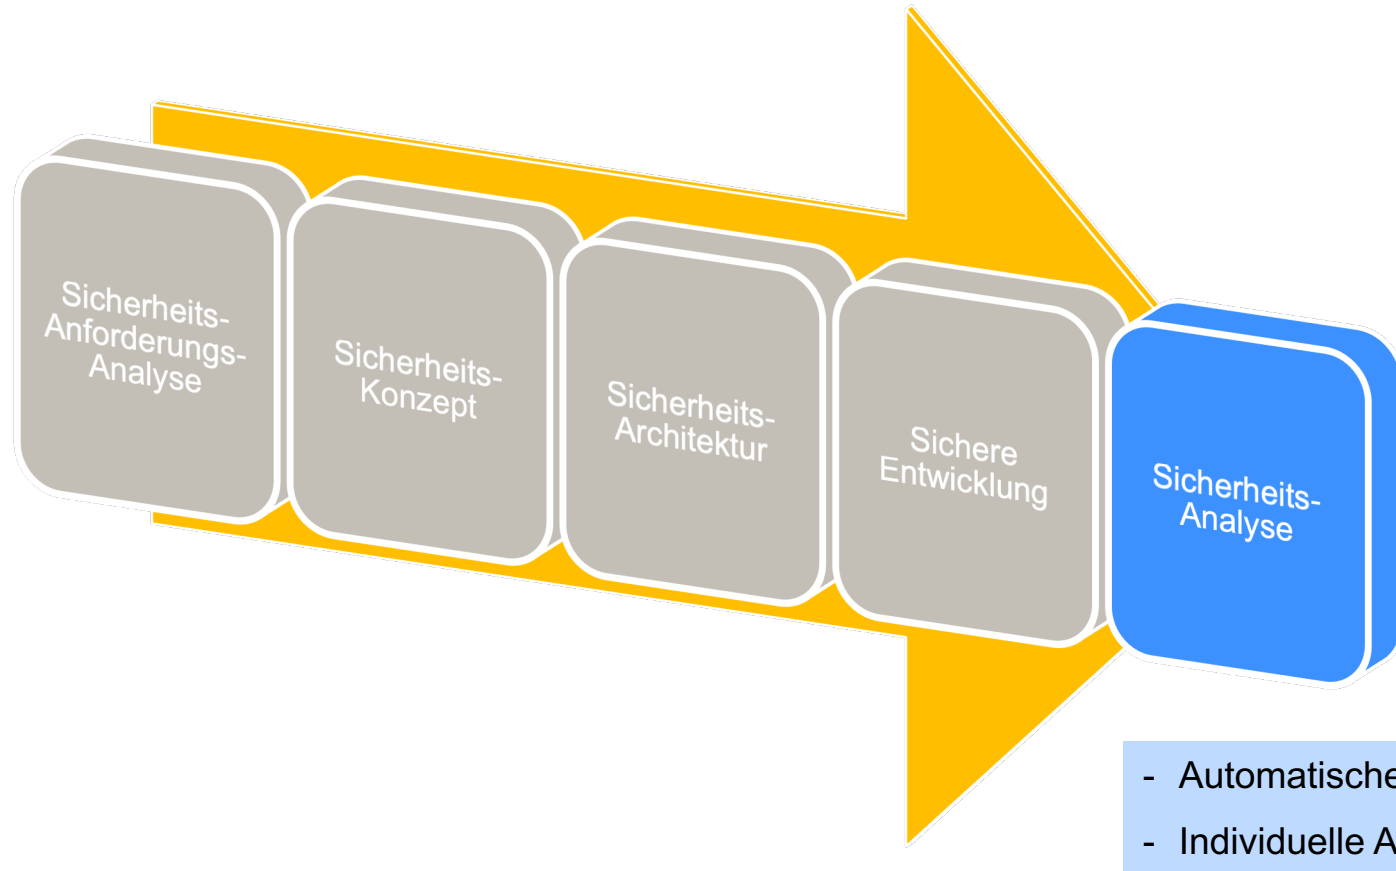 Sicherheits-
Anforderungs-
Analyse
Sicherheits-
Konzept
Sicherheits-
Architektur
Sichere
Entwicklung
Sicherheits-
Analyse
- Automatische
- Individuelle A